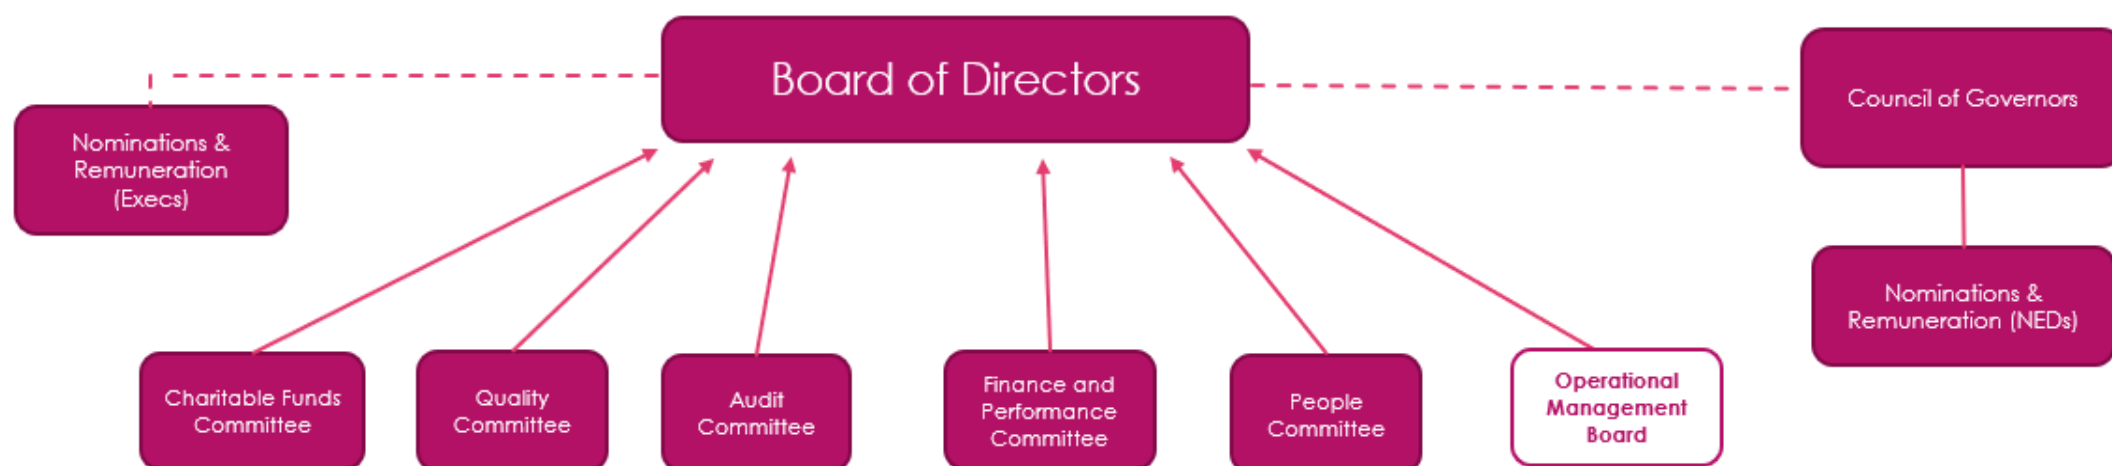 Board of Directors
Council of Governors
Nominations &
Remuneration
(Execs)
Nominations &
Remuneration (NEDs)
Charitable Funds
Committee
Quality
Committee
Audit
Committee
Finance and
Performance
Committee
People
Committee
Operational
Management
Board